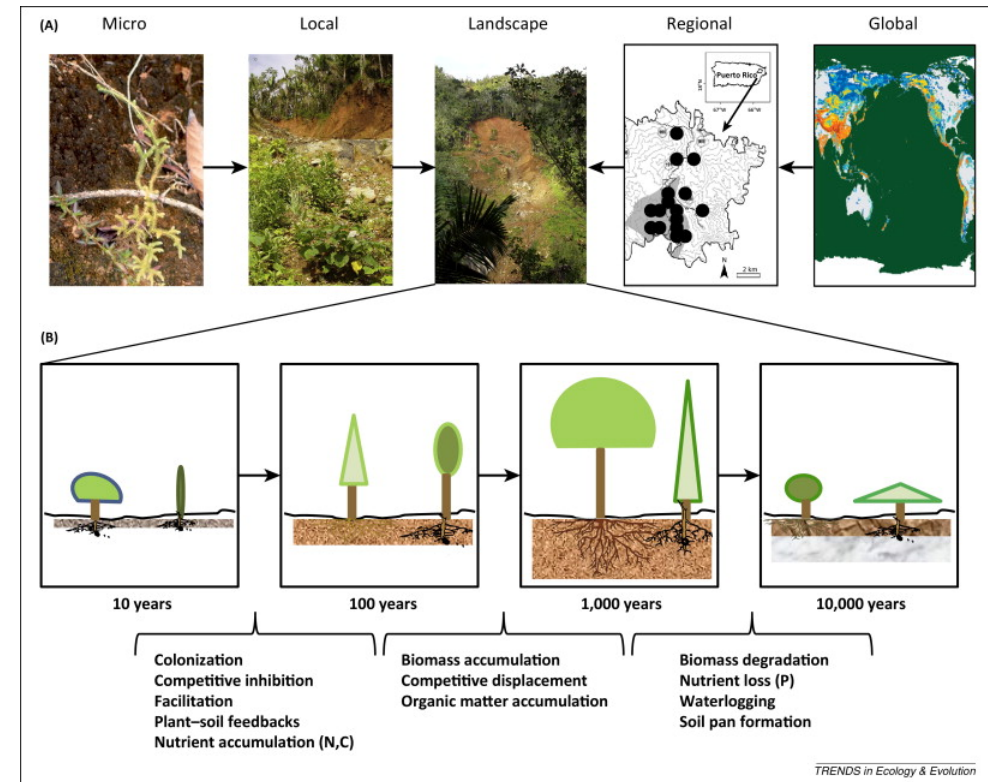 (A)
Micro
Local
Landscape
Regional
Global
Puerto Rico
67°W
66°W
N
2 km
(B)
10 years
100 years
1,000 years
10,000 years
Colonization
Competitive inhibition
Facilitation
Plant–soil feedbacks
Nutrient accumulation (N,C)
Biomass accumulation
Competitive displacement
Organic matter accumulation
Biomass degradation
Nutrient loss (P)
Waterlogging
Soil pan formation
TRENDS in Ecology & Evolution